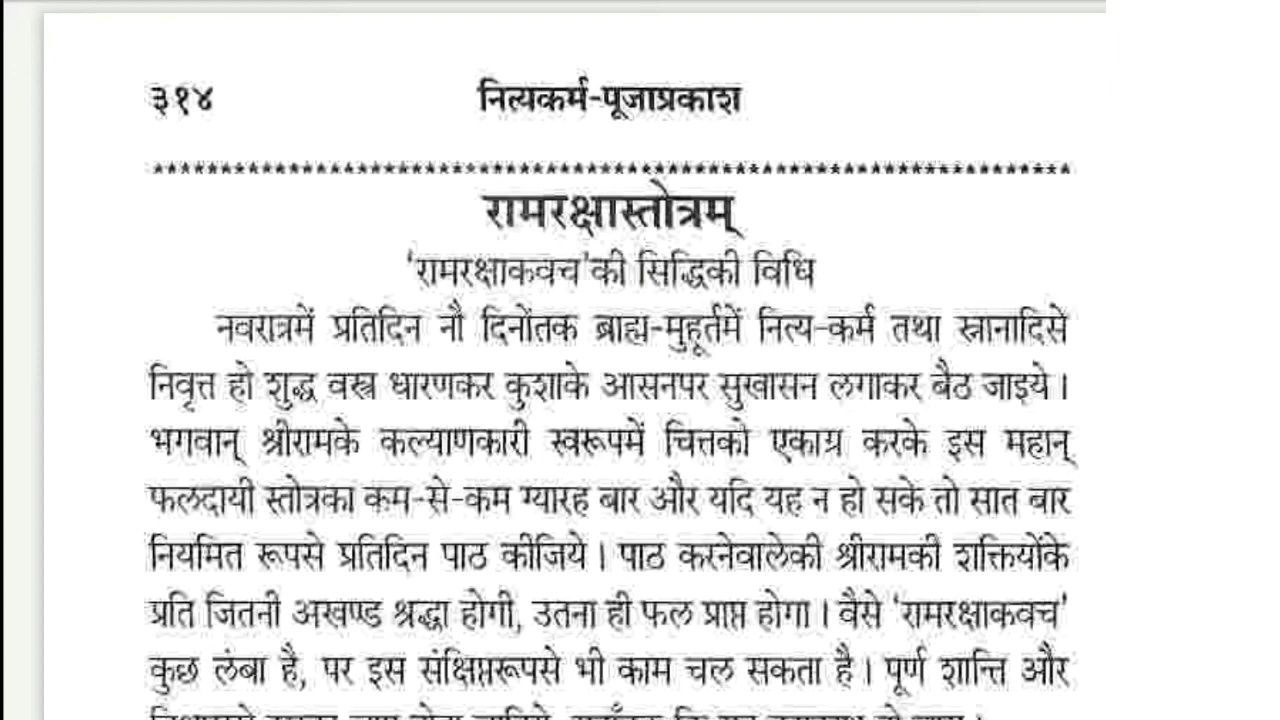 ३१४ नित्यकर्म-पूजाप्रकाश
रामरक्षास्तोत्रम्
'रामरक्षाकवच'की सिद्धिकी विधि
नवरात्रमें प्रतिदिन नौ दिनोंतक ब्राह्म-मुहूर्तमें नित्य-कर्म तथा स्नानादिसे
निवृत्त हो शुद्ध वस्त्र धारणकर कुशाके आसनपर सुखासन लगाकर बैठ जाइये।
भगवान् श्रीरामके कल्याणकारी स्वरूपमें चित्तको एकाग्र करके इस महान्
फलदायी स्तोत्रका कम-से-कम ग्यारह बार और यदि यह न हो सके तो सात बार
नियमित रूपसे प्रतिदिन पाठ कीजिये। पाठ करनेवालेकी श्रीरामकी शक्तियोंके
प्रति जितनी अखण्ड श्रद्धा होगी, उतना ही फल प्राप्त होगा। वैसे 'रामरक्षाकवच'
कुछ लंबा है, पर इस संक्षिप्तरूपसे भी काम चल सकता है। पूर्ण शान्ति और